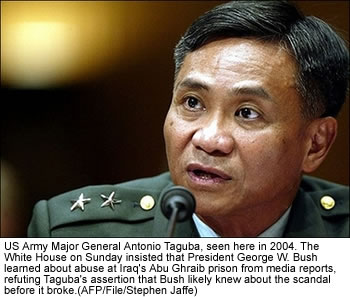 US Army Major General Antonio Taguba, seen here in 2004. The
White House on Sunday insisted that President George W. Bush
learned about abuse at Iraq's Abu Ghraib prison from media reports,
refuting Taguba's assertion that Bush likely knew about the scandal
before it broke.(AFP/File/Stephen Jaffe)